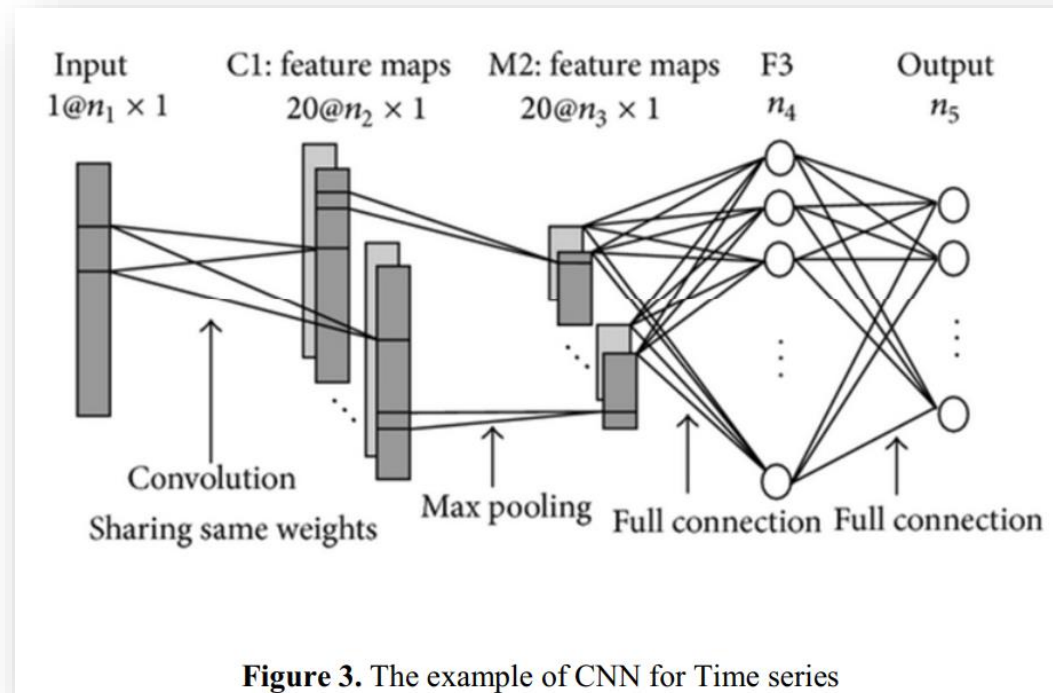 Input
1@n₁ × 1
C1: feature maps
20@n₂ × 1
M2: feature maps
20@n₃ × 1
F3
n₄
Output
n₅
Convolution
Sharing same weights
Max pooling
Full connection
Full connection
Figure 3. The example of CNN for Time series